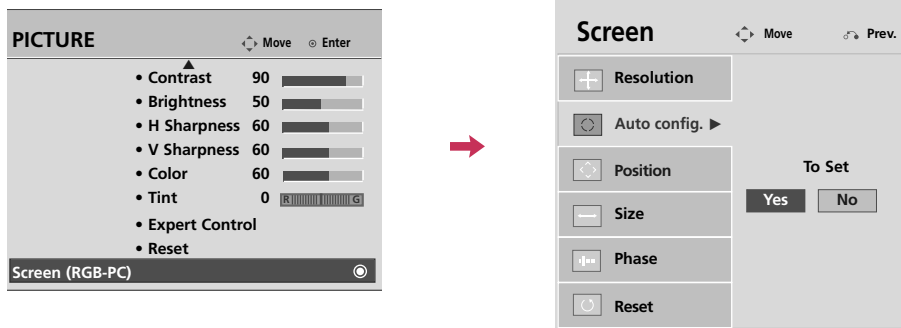 PICTURE
Move
Enter
• Contrast 90
• Brightness 50
• H Sharpness 60
• V Sharpness 60
• Color 60
• Tint 0 R G
• Expert Control
• Reset
Screen (RGB-PC)
Screen
Move
Prev.
Resolution
Auto config. ►
Position
Size
Phase
Reset
To Set
Yes No